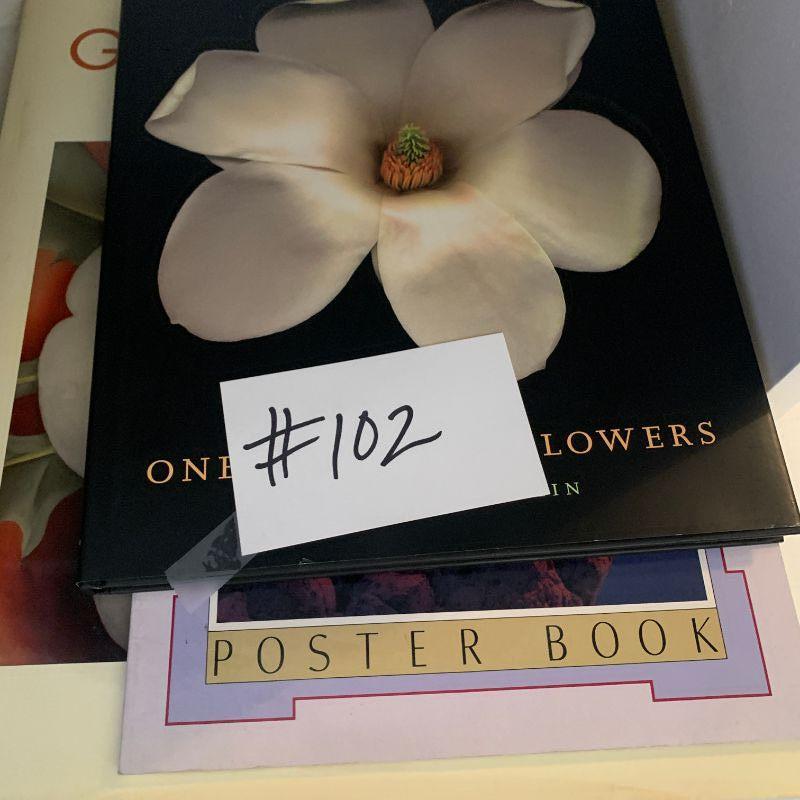 G
#102
ONE LOWERS
IN
POSTER BOOK